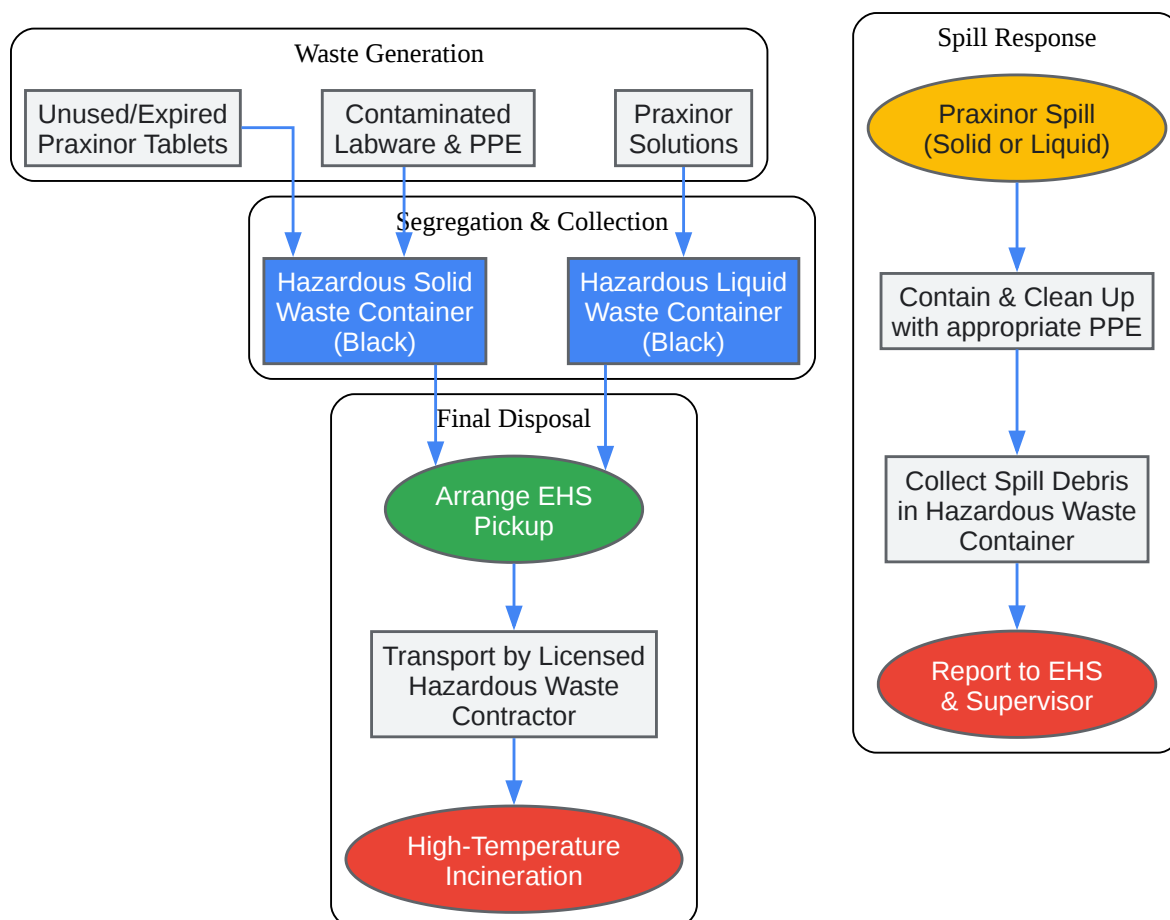 Waste Generation
Unused/Expired
Praxinor Tablets
Contaminated
Labware & PPE
Praxinor
Solutions
Segregation & Collection
Hazardous Solid
Waste Container
(Black)
Hazardous Liquid
Waste Container
(Black)
Final Disposal
Arrange EHS
Pickup
Transport by Licensed
Hazardous Waste
Contractor
High-Temperature
Incineration
Spill Response
Praxinor Spill
(Solid or Liquid)
Contain & Clean Up
with appropriate PPE
Collect Spill Debris
in Hazardous Waste
Container
Report to EHS
& Supervisor